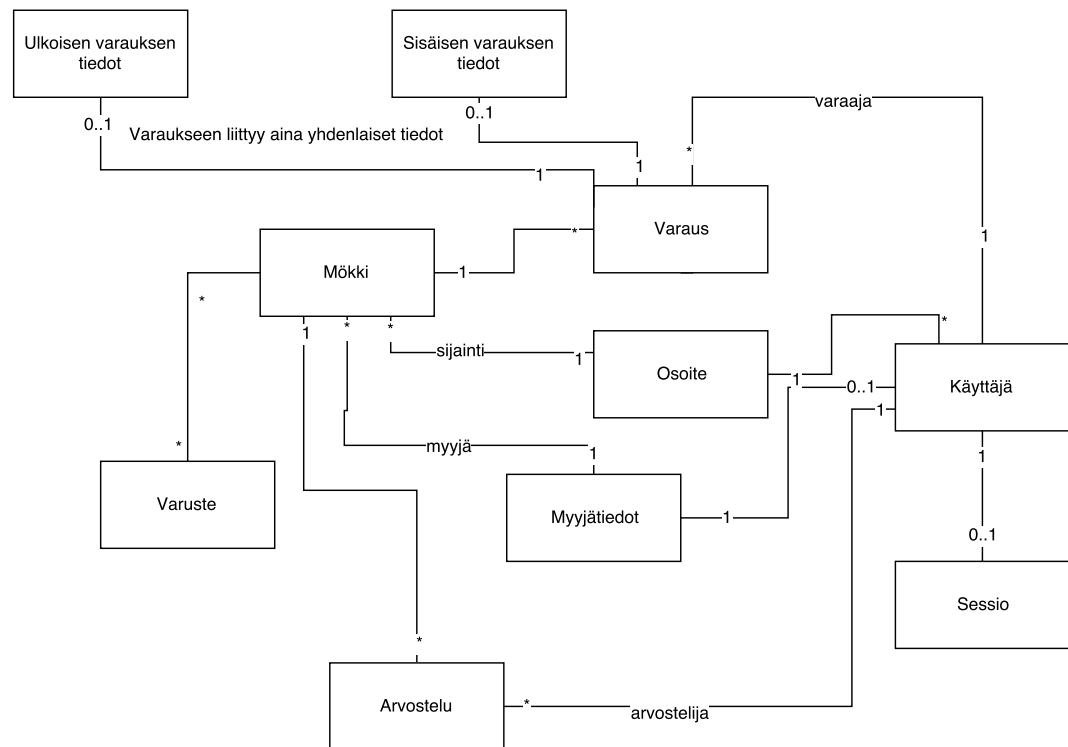 Ulkoisen varauksen
tiedot
Sisäisen varauksen
tiedot
0..1
0..1
varaaja
Varaukseen liittyy aina yhdenlaiset tiedot
*
1
1
Varaus
*
1
Mökki
1
*
1
*
*
*
sijainti
1
Osoite
1
*
0..1
Käyttäjä
1
*
myyjä
1
1
Varuste
Myyjätiedot
1
0..1
Sessio
*
Arvostelu
*
arvostelija